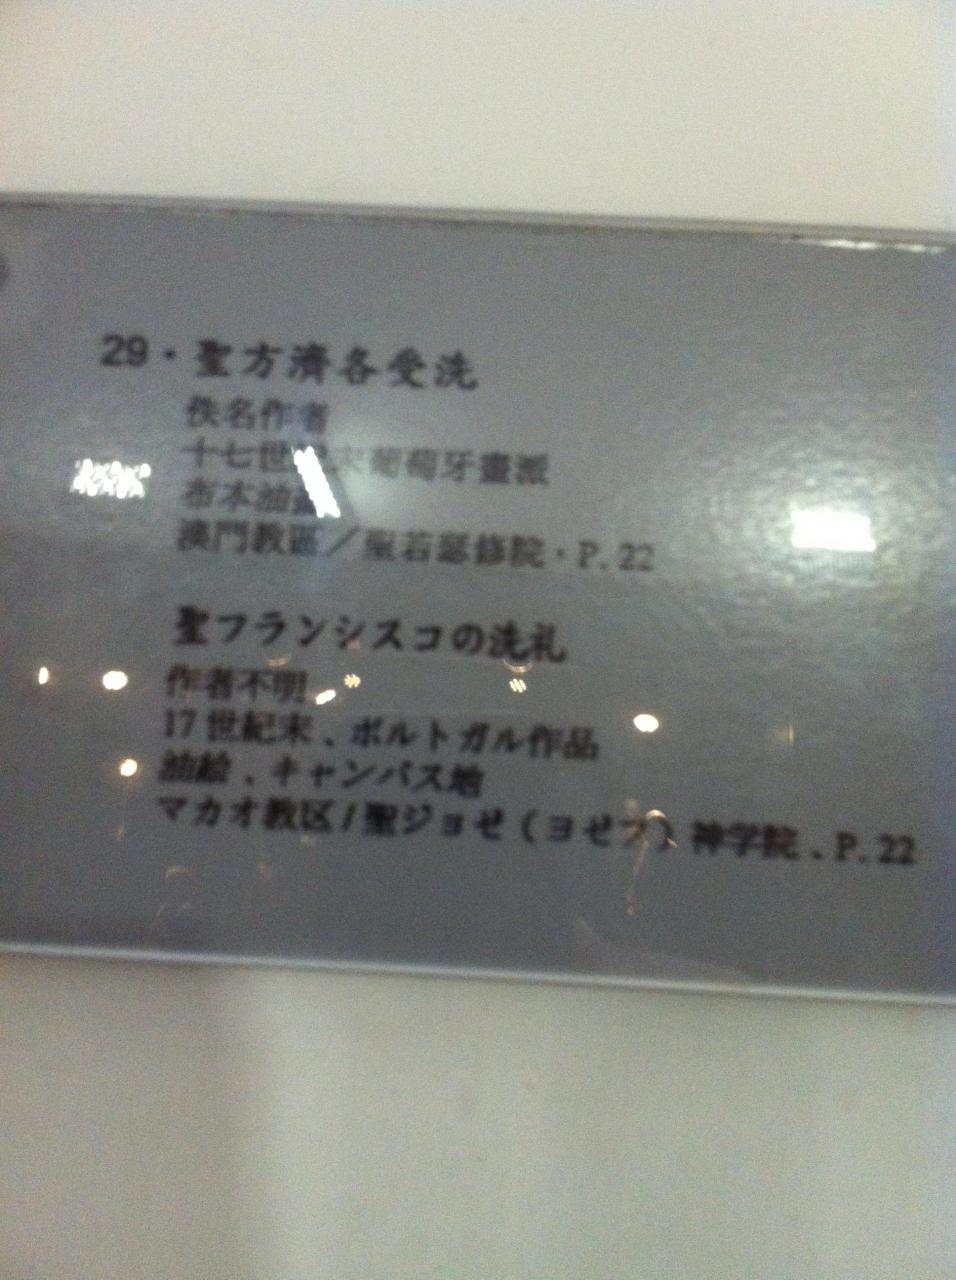 29·聖方濟各受洗
佚名作者
十七世紀末葡萄牙畫派
布本油畫
澳門教區／聖若瑟修院·P.22
聖フランシスコの洗礼
作者不明
17世紀末、ポルトガル作品
油絵、キャンバス地
マカオ教区/聖ジョゼ（ヨゼフ）神学院、P.22